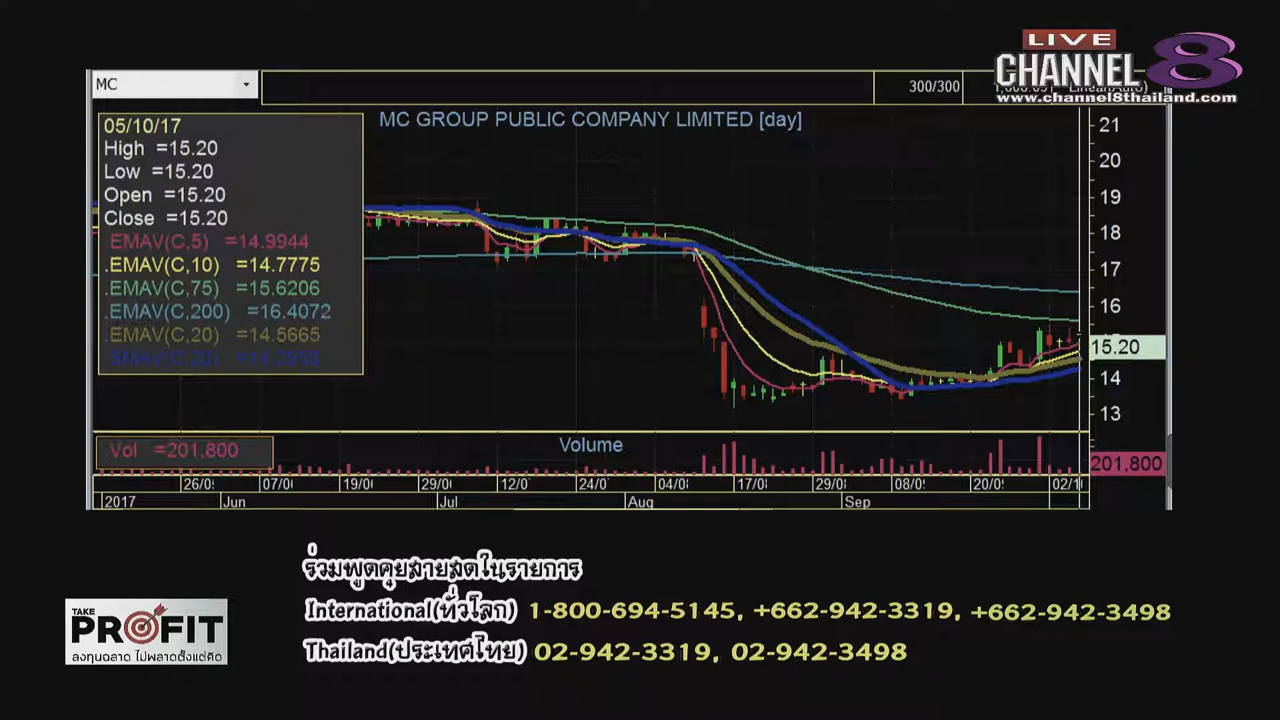 LIVE
CHANNEL 8
www.channel8thailand.com
MC
300/300
05/10/17
High =15.20
Low =15.20
Open =15.20
Close =15.20
.EMAV(C,5) =14.9944
.EMAV(C,10) =14.7775
.EMAV(C,75) =15.6206
.EMAV(C,200) =16.4072
.EMAV(C,20) =14.5665
MC GROUP PUBLIC COMPANY LIMITED [day]
21
20
19
18
17
16
15.20
14
13
.Vol =201,800
Volume
201,800
26/0 07/0 19/0 29/0 12/0 24/0 04/0 17/0 29/0 08/0 20/0 02/1
2017 Jun Jul Aug Sep
ร่วมพูดคุยสายสดในรายการ
International(ทั่วโลก) 1-800-694-5145, +662-942-3319, +662-942-3498
Thailand(ประเทศไทย) 02-942-3319, 02-942-3498
TAKE
PROFIT
ลงทุนฉลาด ไม่พลาดตั้งแต่คิด